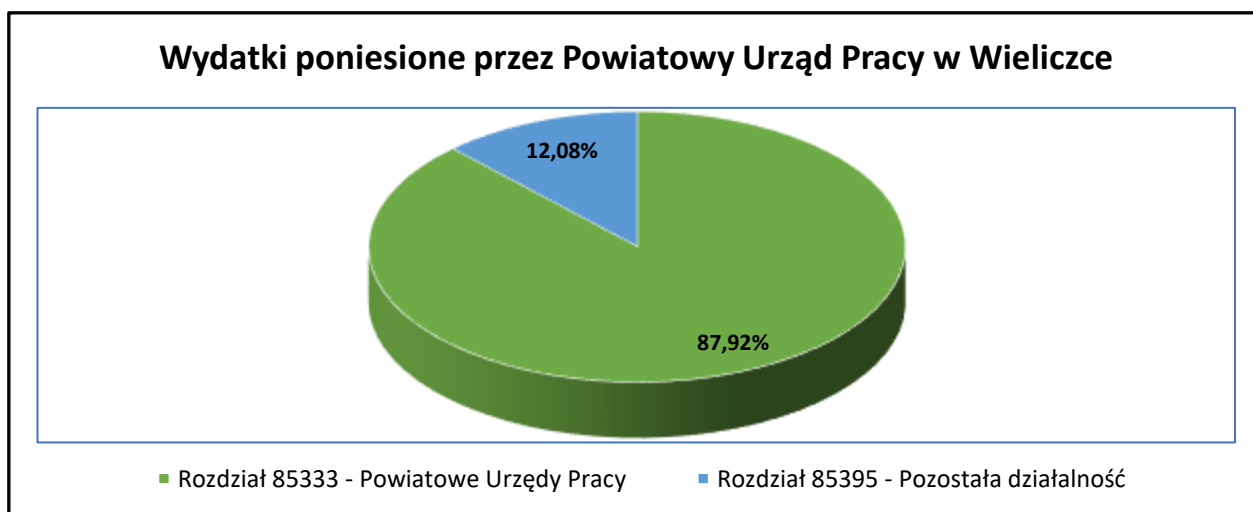 Wydatki poniesione przez Powiatowy Urząd Pracy w Wieliczce
12,08%
87,92%
Rozdział 85333 - Powiatowe Urzędy Pracy
Rozdział 85395 - Pozostała działalność